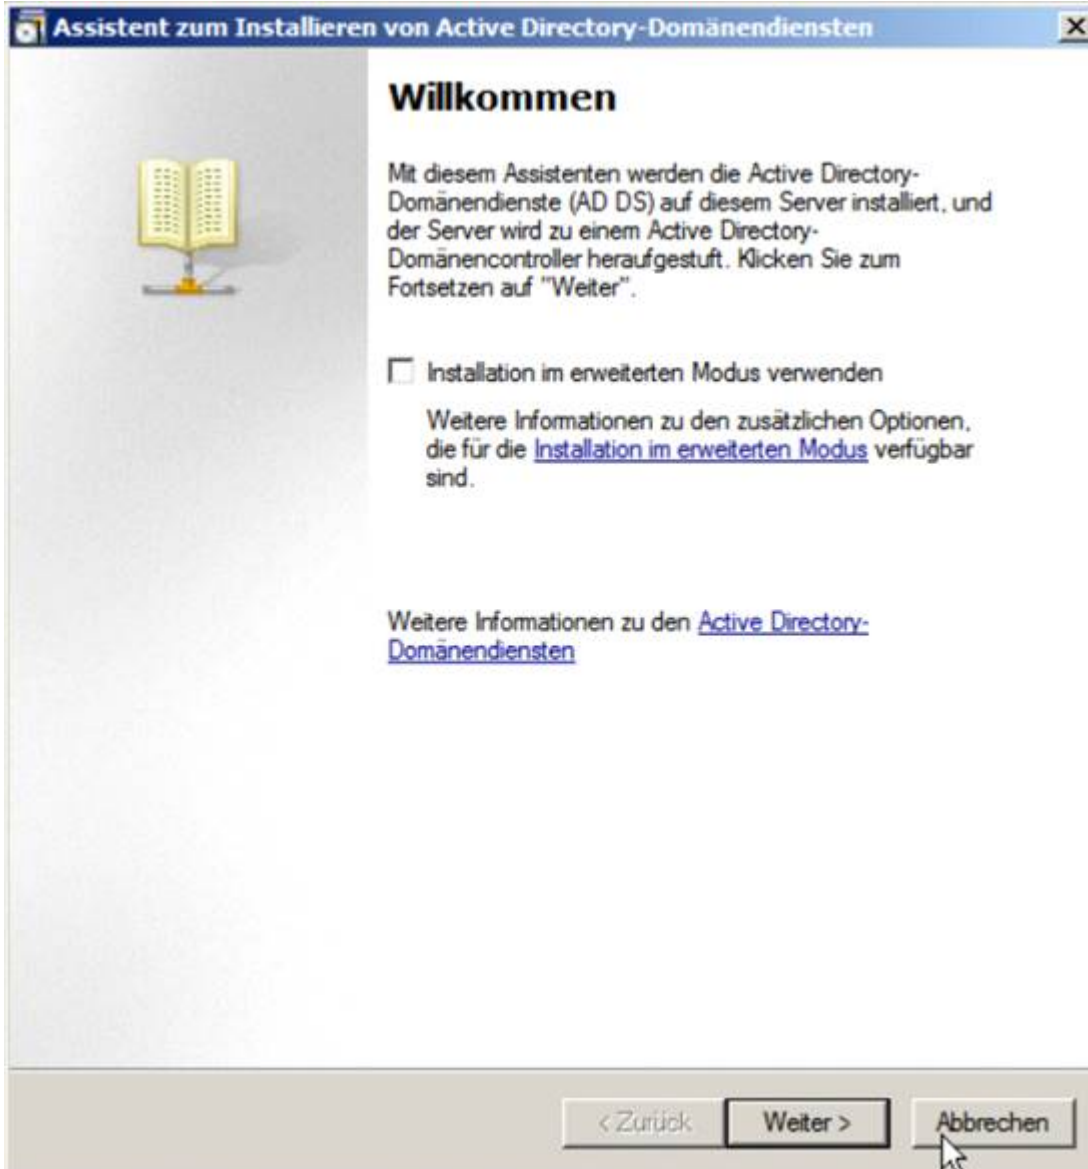 Assistent zum Installieren von Active Directory-Domänendiensten
Willkommen
Mit diesem Assistenten werden die Active Directory-
Domänendienste (AD DS) auf diesem Server installiert, und
der Server wird zu einem Active Directory-
Domänencontroller heraufgestuft. Klicken Sie zum
Fortsetzen auf "Weiter".
Installation im erweiterten Modus verwenden
Weitere Informationen zu den zusätzlichen Optionen,
die für die Installation im erweiterten Modus verfügbar
sind.
Weitere Informationen zu den Active Directory-
Domänendiensten
< Zurück Weiter > Abbrechen